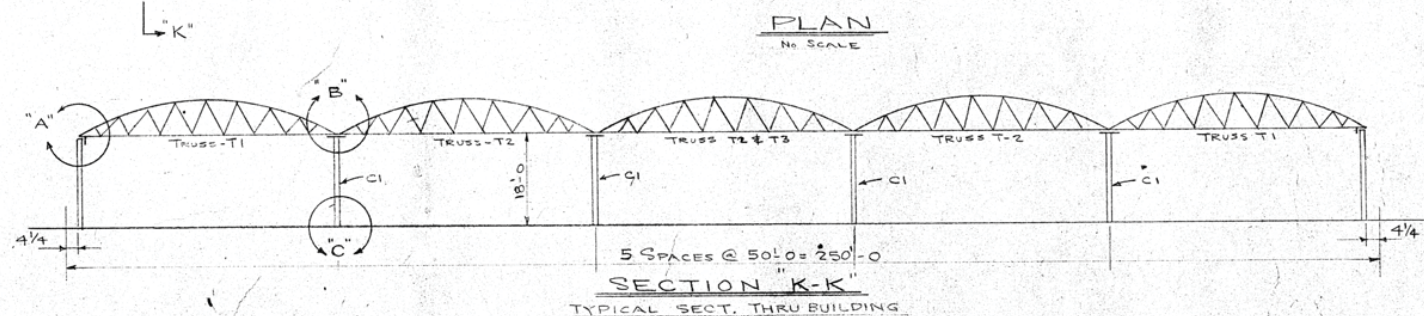 "K"
PLAN
No SCALE
"A"
"B"
TRUSS-T1
TRUSS-T2
TRUSS T2 & T3
TRUSS T-2
TRUSS T1
C1
18'-0
C1
C1
C1
4 1/4
"C"
4 1/4
5 SPACES @ 50'-0 = 250'-0
SECTION "K-K"
TYPICAL SECT. THRU BUILDING